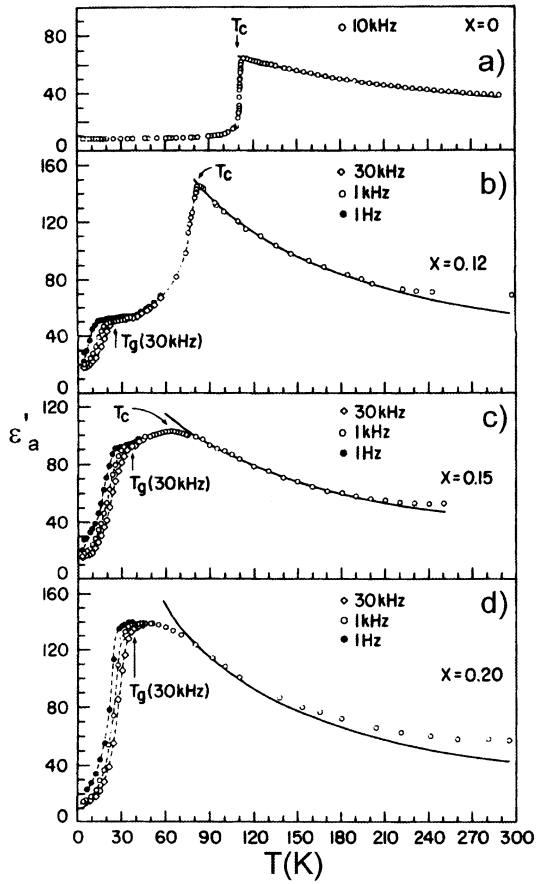 80
60
40
20
0
Tc
○ 10kHz
X=0
a)
160
120
80
40
0
Tc
◇ 30kHz
○ 1kHz
● 1Hz
b)
X=0.12
Tg(30kHz)
120
80
40
0
Tc
◇ 30kHz
○ 1kHz
● 1Hz
c)
X=0.15
Tg(30kHz)
160
120
80
40
0
◇ 30kHz
○ 1kHz
● 1Hz
d)
X=0.20
Tg(30kHz)
εa'
0 30 60 90 120 150 180 210 240 270 300
T(K)